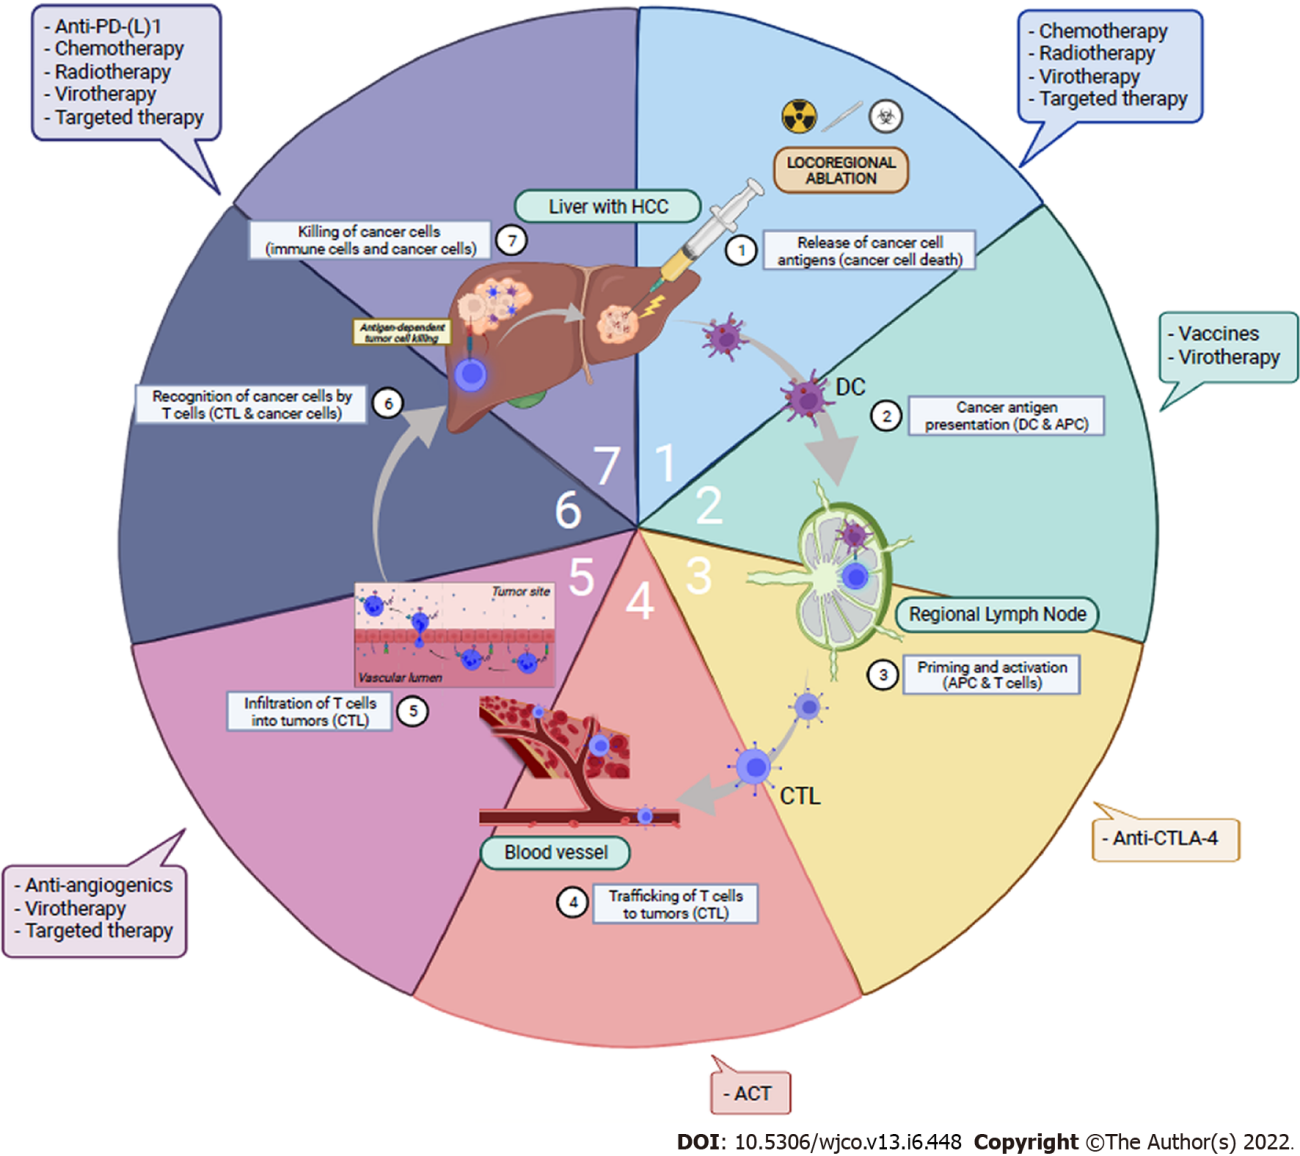 - Anti-PD-(L)1
- Chemotherapy
- Radiotherapy
- Virotherapy
- Targeted therapy
- Chemotherapy
- Radiotherapy
- Virotherapy
- Targeted therapy
LOCOREGIONAL
ABLATION
Liver with HCC
Killing of cancer cells
(immune cells and cancer cells)
7
1
Release of cancer cell
antigens (cancer cell death)
Antigen-dependent
tumor cell killing
- Vaccines
- Virotherapy
Recognition of cancer cells by
T cells (CTL & cancer cells)
6
DC
2
Cancer antigen
presentation (DC & APC)
7
1
6
2
5
4
3
Tumor site
Vascular lumen
Regional Lymph Node
3
Priming and activation
(APC & T cells)
Infiltration of T cells
into tumors (CTL)
5
CTL
Blood vessel
- Anti-CTLA-4
- Anti-angiogenics
- Virotherapy
- Targeted therapy
4
Trafficking of T cells
to tumors (CTL)
- ACT
DOI: 10.5306/wjco.v13.i6.448 Copyright ©The Author(s) 2022.